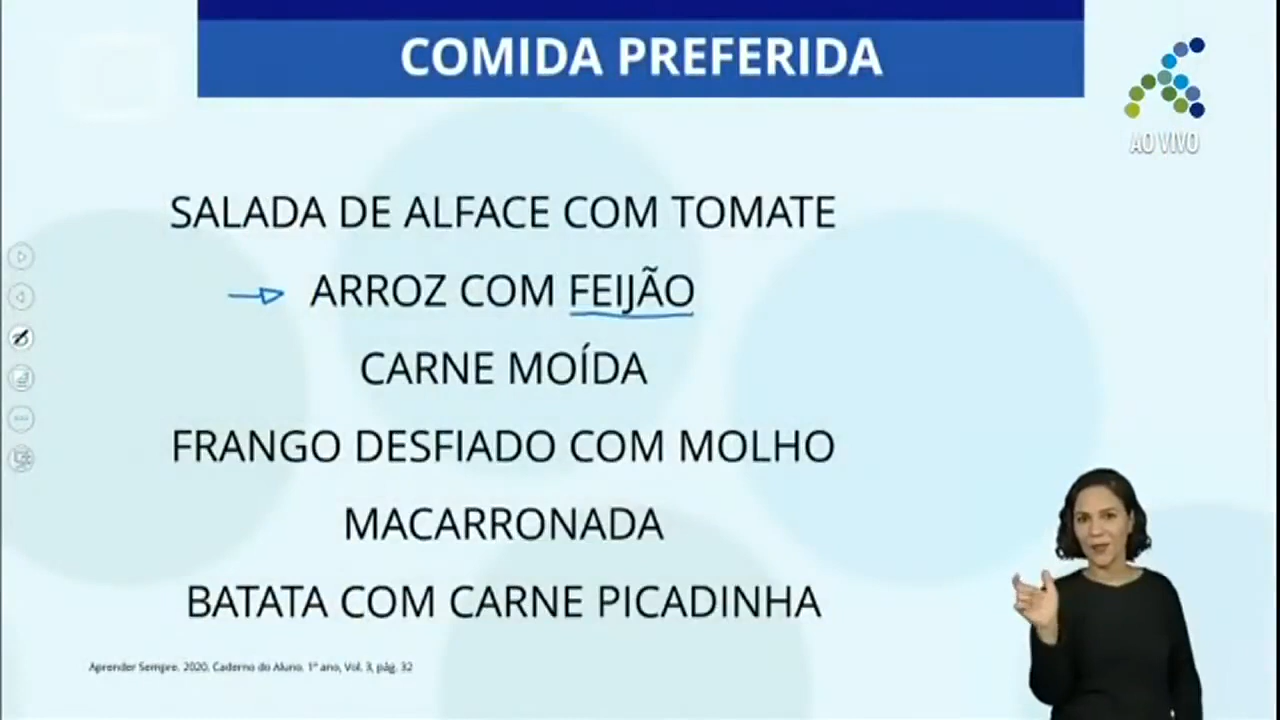 COMIDA PREFERIDA
AO VIVO
SALADA DE ALFACE COM TOMATE
ARROZ COM FEIJÃO
CARNE MOÍDA
FRANGO DESFIADO COM MOLHO
MACARRONADA
BATATA COM CARNE PICADINHA
Aprender Sempre. 2020. Caderno do Aluno. 1º ano, Vol. 3, pág. 32